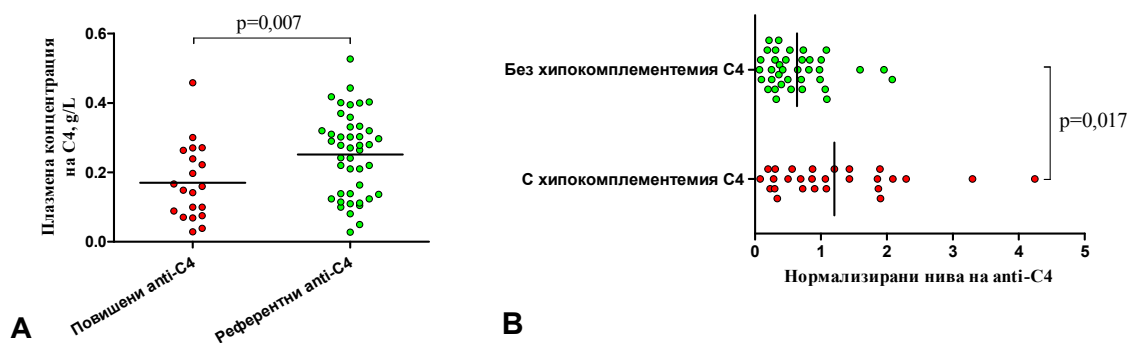 p=0,007
0.6
0.4
0.2
0.0
Плазмена концентрация
на C4, g/L
Повишени anti-C4
Референтни anti-C4
A
Без хипокомплементемия C4
С хипокомплементемия C4
p=0,017
0 1 2 3 4 5
Нормализирани нива на anti-C4
B